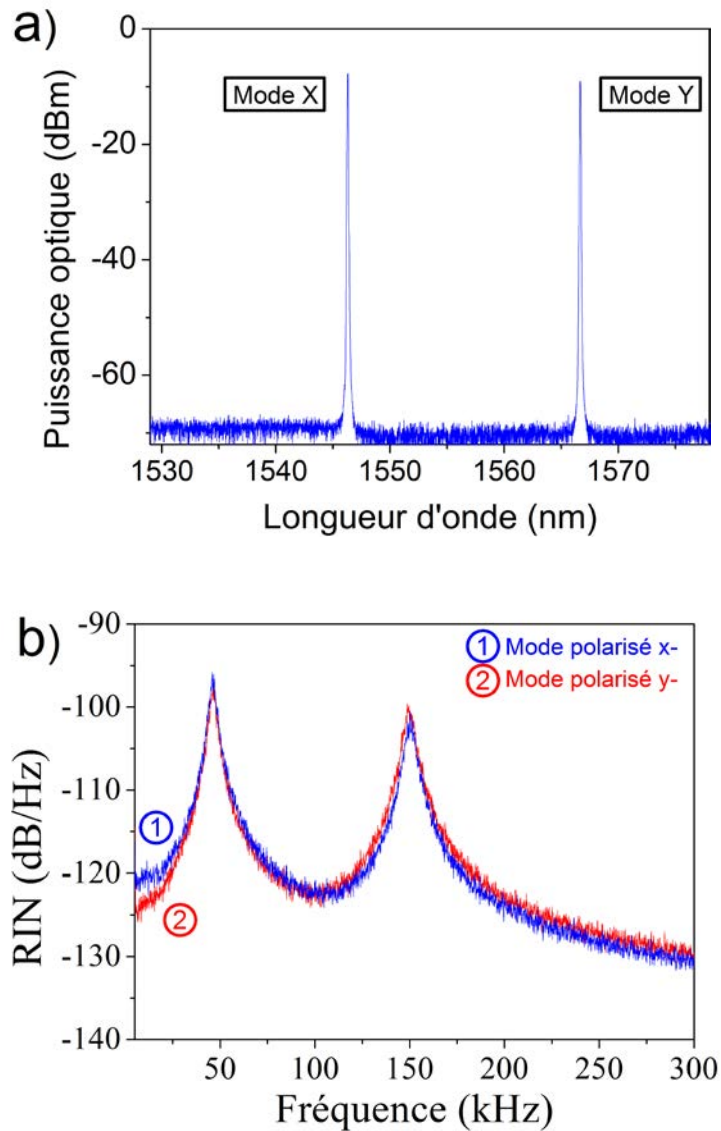 a)
Puissance optique (dBm)
0
-20
-40
-60
Mode X
Mode Y
1530 1540 1550 1560 1570
Longueur d'onde (nm)
b)
RIN (dB/Hz)
-90
-100
-110
-120
-130
-140
1 Mode polarisé x-
2 Mode polarisé y-
1
2
50 100 150 200 250 300
Fréquence (kHz)